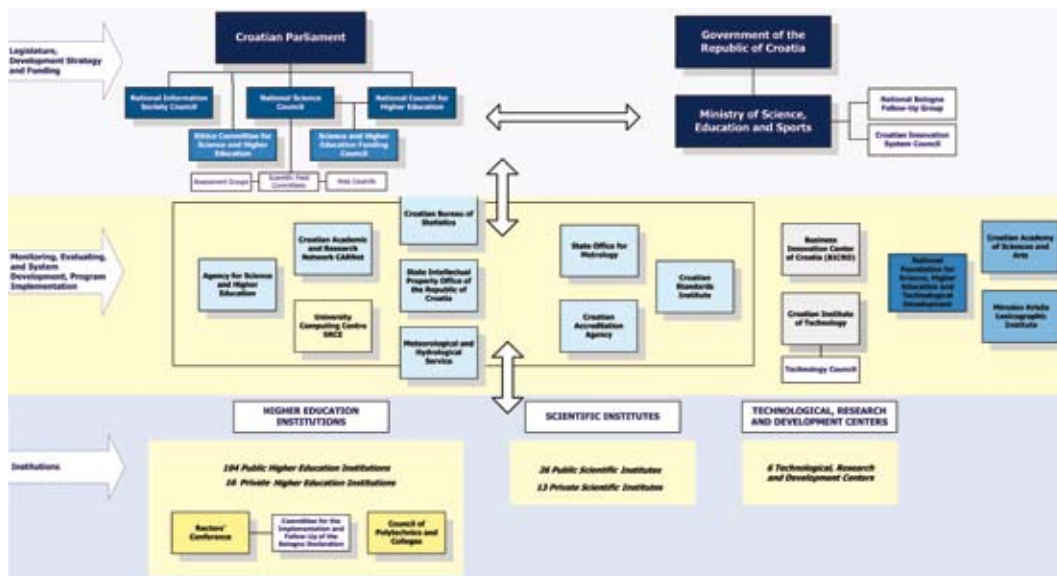 Legislature,
Development Strategy
and Funding
Croatian Parliament
Government of the
Republic of Croatia
National Information
Society Council
National Science
Council
National Council for
Higher Education
Ministry of Science,
Education and Sports
National Bologna
Follow-Up Group
Croatian Innovation
System Council
Ethics Committee for
Science and Higher
Education
Science and Higher
Education Funding
Council
Assessment Groups
Scientific Field
Committees
Area Councils
Monitoring, Evaluating,
and System
Development, Program
Implementation
Croatian Bureau of
Statistics
Croatian Academic
and Research
Network CARNet
Agency for Science
and Higher
Education
State Intellectual
Property Office of
the Republic of
Croatia
University
Computing Centre
SRCE
Meteorological and
Hydrological
Service
State Office for
Metrology
Croatian
Standards
Institute
Croatian
Accreditation
Agency
Business
Innovation Center
of Croatia (BICRO)
Croatian Institute
of Technology
Technology Council
National
Foundation for
Science, Higher
Education and
Technological
Development
Croatian Academy
of Sciences and
Arts
Miroslav Krleža
Lexicographic
Institute
Institutions
HIGHER EDUCATION
INSTITUTIONS
104 Public Higher Education Institutions
16 Private Higher Education Institutions
Rectors'
Conference
Committee for the
Implementation and
Follow-Up of the
Bologna Declaration
Council of
Polytechnics and
Colleges
SCIENTIFIC INSTITUTES
26 Public Scientific Institutes
13 Private Scientific Institutes
TECHNOLOGICAL, RESEARCH
AND DEVELOPMENT CENTERS
6 Technological, Research
and Development Centers